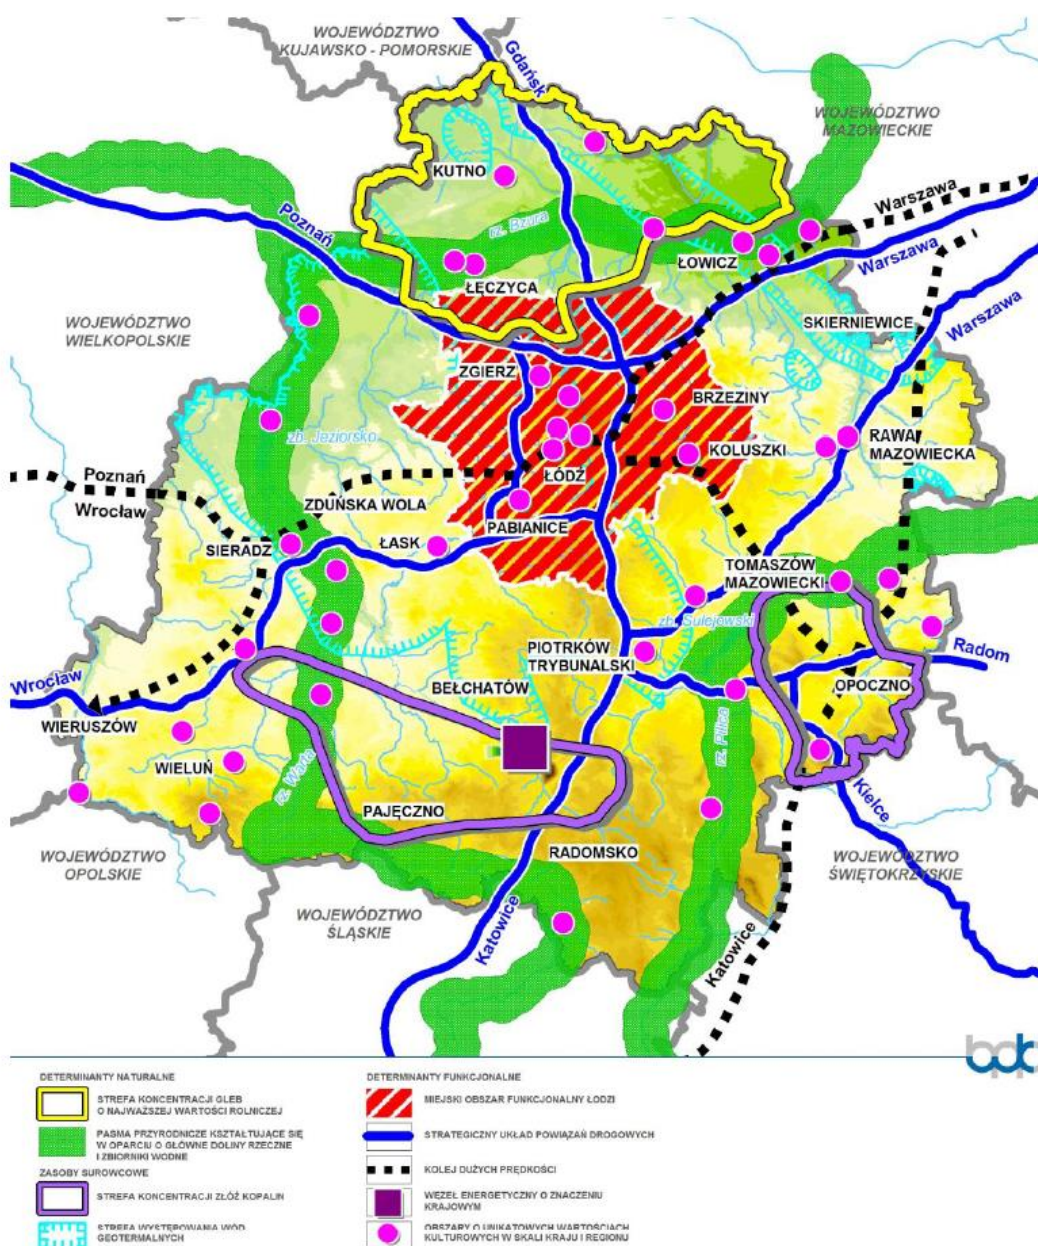 WOJEWÓDZTWO
KUJAWSKO - POMORSKIE
Gdańsk
WOJEWÓDZTWO
MAZOWIECKIE
KUTNO
Warszawa
Poznań
rz. Bzura
ŁOWICZ
Warszawa
ŁĘCZYCA
WOJEWÓDZTWO
WIELKOPOLSKIE
SKIERNIEWICE
Warszawa
ZGIERZ
BRZEZINY
zb. Jeziorsko
RAWA
MAZOWIECKA
KOLUSZKI
Poznań
Wrocław
ŁÓDŹ
ZDUŃSKA WOLA
PABIANICE
SIERADZ
ŁASK
TOMASZÓW
MAZOWIECKI
zb. Sulejowski
PIOTRKÓW
TRYBUNALSKI
Radom
Wrocław
BEŁCHATÓW
OPOCZNO
WIERUSZÓW
rz. Pilica
WIELUŃ
rz. Warta
PAJĘCZNO
Kielce
RADOMSKO
WOJEWÓDZTWO
OPOLSKIE
WOJEWÓDZTWO
ŚWIĘTOKRZYSKIE
WOJEWÓDZTWO
ŚLĄSKIE
Katowice
Katowice
DETERMINANTY NATURALNE
STREFA KONCENTRACJI GLEB
O NAJWAŻSZEJ WARTOŚCI ROLNICZEJ
PASMA PRZYRODNICZE KSZTAŁTUJĄCE SIĘ
W OPARCIU O GŁÓWNE DOLINY RZECZNE
I ZBIORNIKI WODNE
ZASOBY SUROWCOWE
STREFA KONCENTRACJI ZŁÓŻ KOPALIN
STREFA WYSTĘPOWANIA WÓD
GEOTERMALNYCH
DETERMINANTY FUNKCJONALNE
MIEJSKI OBSZAR FUNKCJONALNY ŁODZI
STRATEGICZNY UKŁAD POWIĄZAŃ DROGOWYCH
KOLEJ DUŻYCH PRĘDKOŚCI
WĘZEŁ ENERGETYCZNY O ZNACZENIU
KRAJOWYM
OBSZARY O UNIKATOWYCH WARTOŚCIACH
KULTUROWYCH W SKALI KRAJU I REGIONU